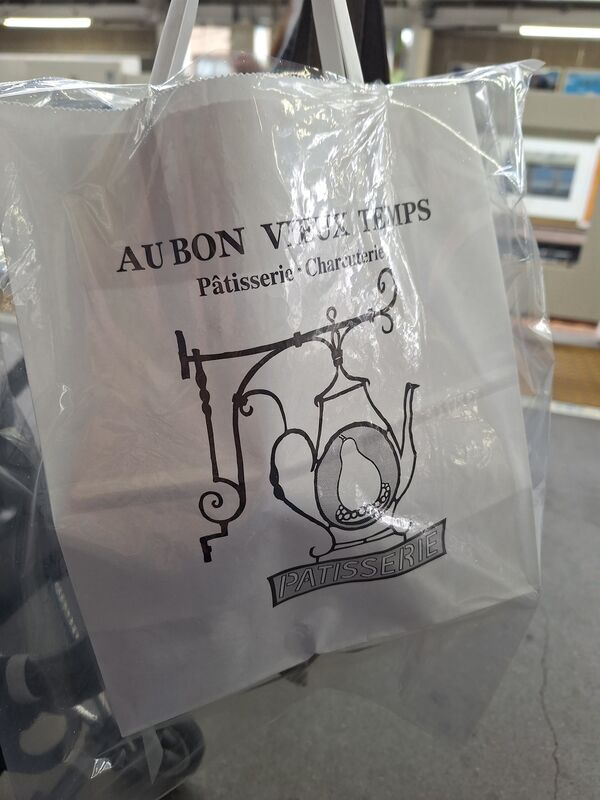 AU BON VIEUX TEMPS
Pâtisserie · Charcuterie
PATISSERIE